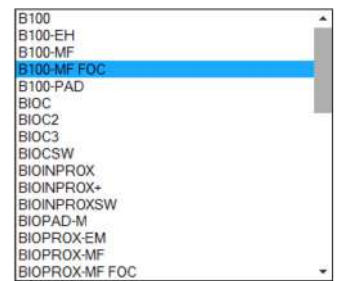 B100
B100-EH
B100-MF
B100-MF FOC
B100-PAD
BIOC
BIOC2
BIOC3
BIOCSW
BIOINPROX
BIOINPROX+
BIOINPROXSW
BIOPAD-M
BIOPROX-EM
BIOPROX-MF
BIOPROX-MF FOC